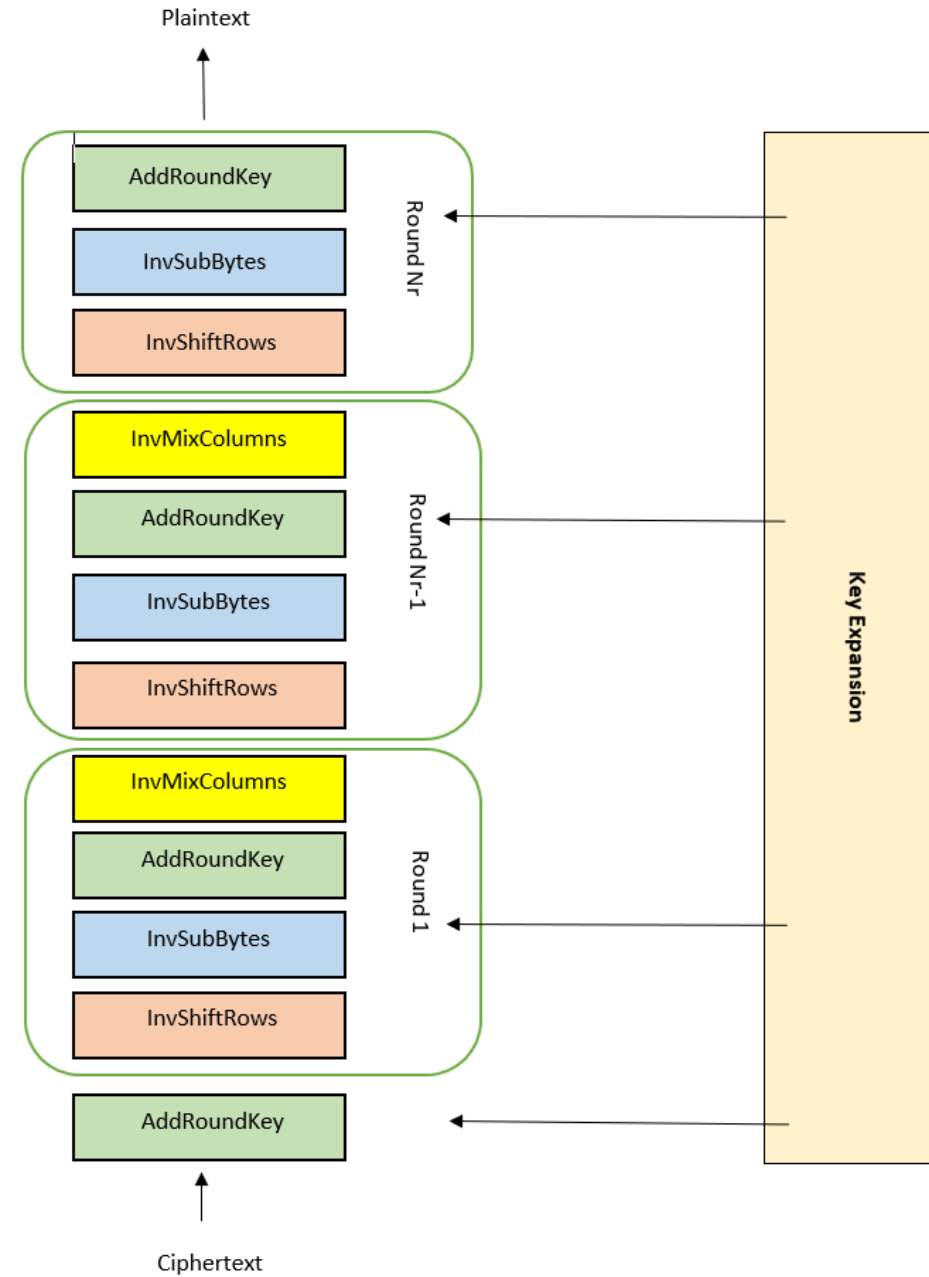 Plaintext
AddRoundKey
InvSubBytes
InvShiftRows
Round Nr
InvMixColumns
AddRoundKey
InvSubBytes
InvShiftRows
Round Nr-1
InvMixColumns
AddRoundKey
InvSubBytes
InvShiftRows
Round 1
AddRoundKey
Ciphertext
Key Expansion